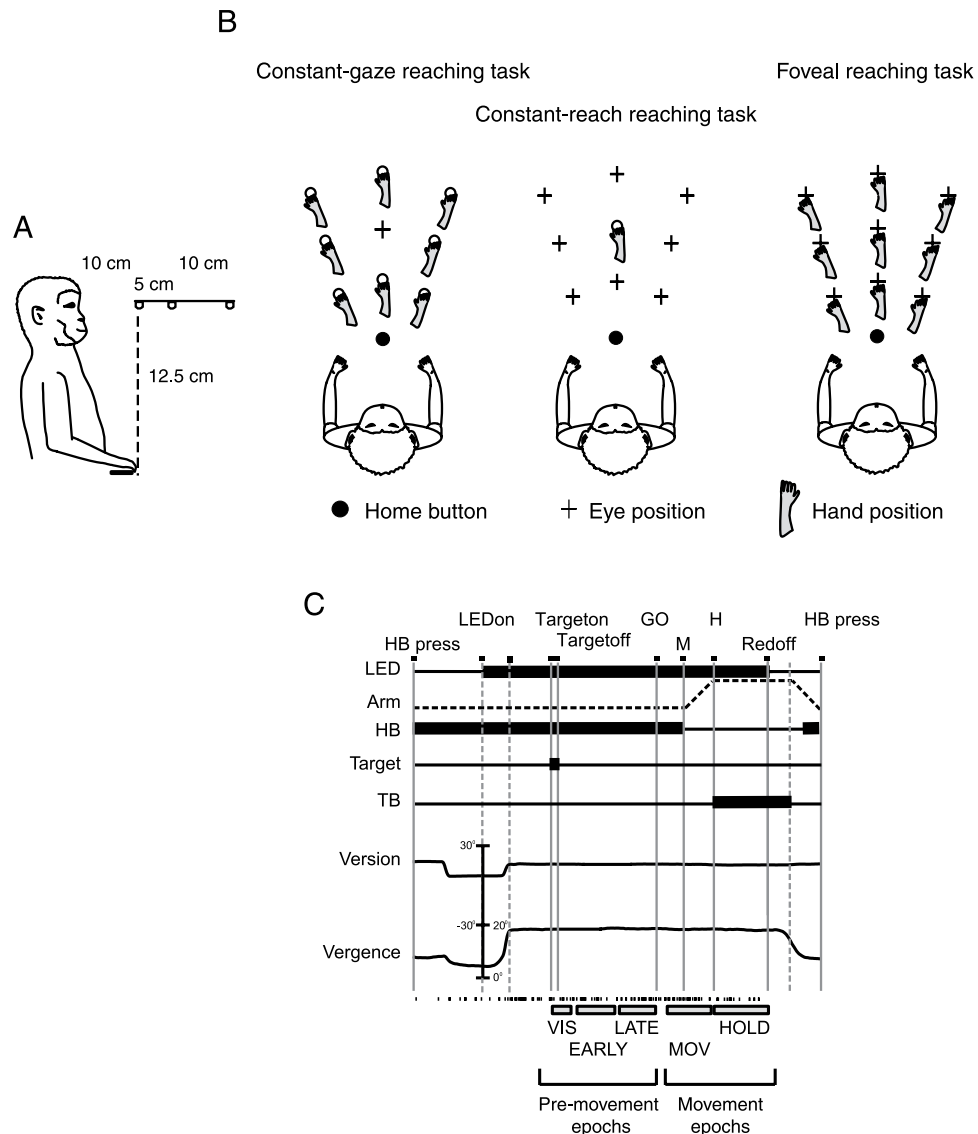 B
Constant-gaze reaching task
Foveal reaching task
Constant-reach reaching task
A
10 cm
10 cm
5 cm
12.5 cm
Home button
Eye position
Hand position
C
LEDon
Targeton
GO
H
HB press
HB press
Targetoff
M
Redoff
LED
Arm
HB
Target
TB
30°
Version
-30°
20°
Vergence
0°
VIS
LATE
HOLD
EARLY
MOV
Pre-movement
epochs
Movement
epochs